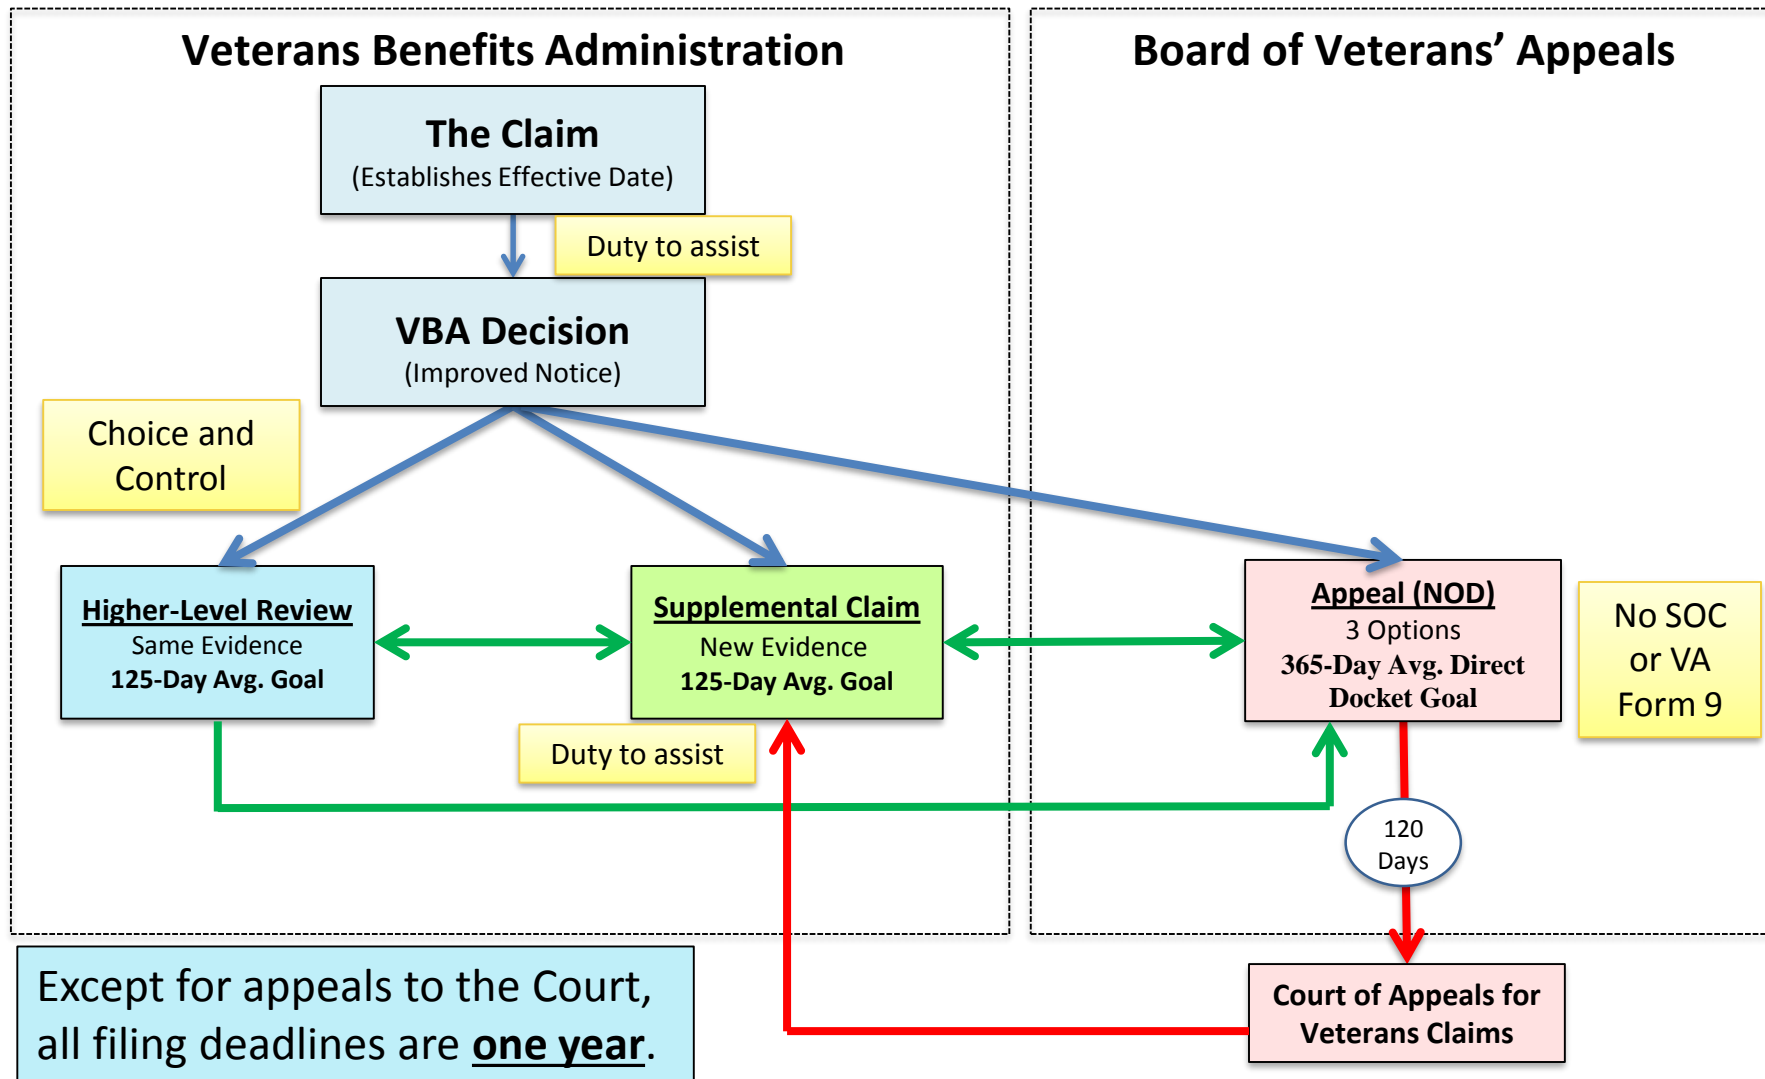 Veterans Benefits Administration
Board of Veterans’ Appeals
The Claim
(Establishes Effective Date)
Duty to assist
VBA Decision
(Improved Notice)
Choice and
Control
Higher-Level Review
Same Evidence
125-Day Avg. Goal
Supplemental Claim
New Evidence
125-Day Avg. Goal
Duty to assist
Appeal (NOD)
3 Options
365-Day Avg. Direct
Docket Goal
No SOC
or VA
Form 9
120
Days
Court of Appeals for
Veterans Claims
Except for appeals to the Court,
all filing deadlines are one year.